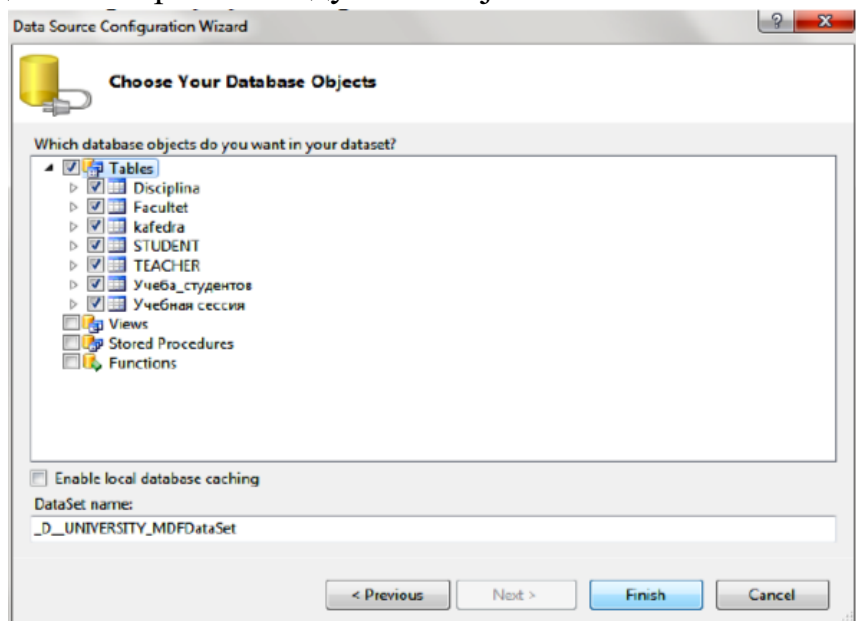 Data Source Configuration Wizard
Choose Your Database Objects
Which database objects do you want in your dataset?
Tables
Disciplina
Facultet
kafedra
STUDENT
TEACHER
Учеба_студентов
Учебная сессия
Views
Stored Procedures
Functions
Enable local database caching
DataSet name:
_D__UNIVERSITY_MDFDataSet
< Previous Next > Finish Cancel